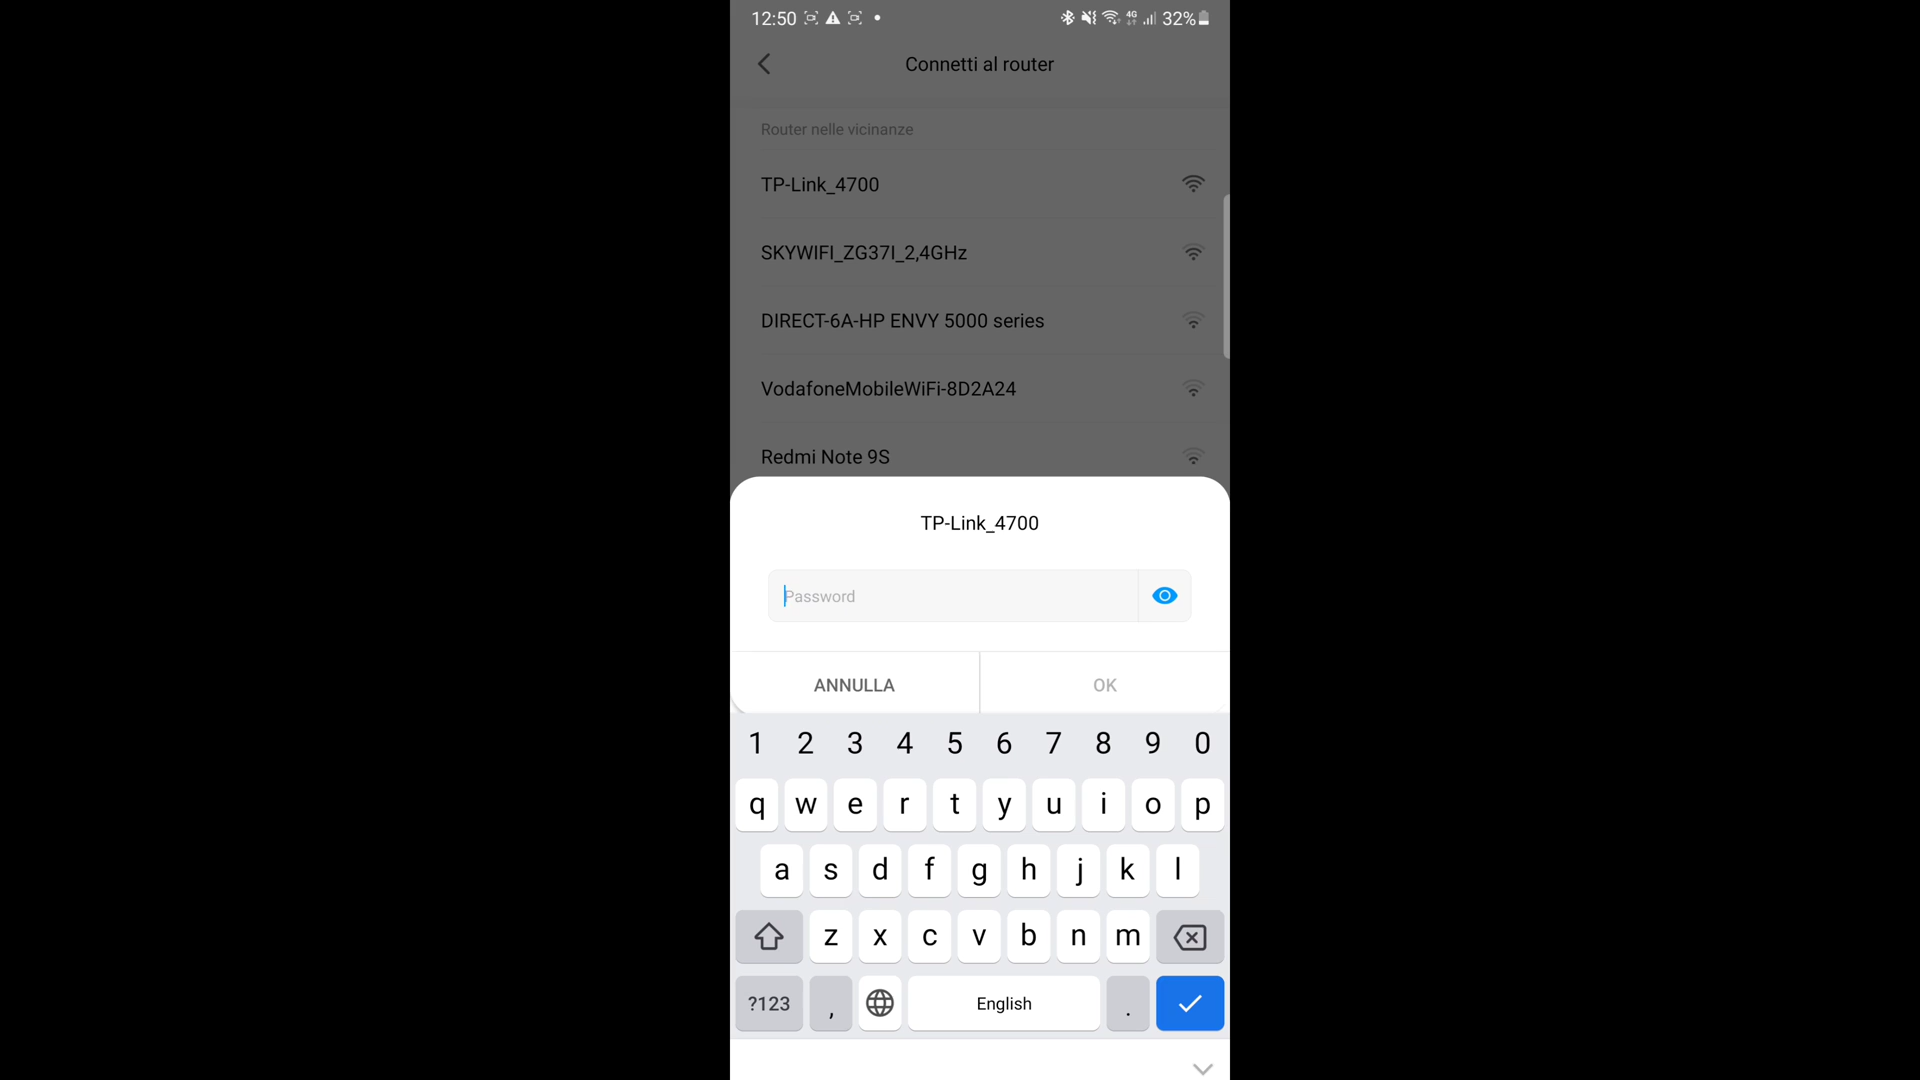 12:50 4G 32%
Connetti al router
Router nelle vicinanze
TP-Link_4700
SKYWIFI_ZG37I_2,4GHz
DIRECT-6A-HP ENVY 5000 series
VodafoneMobileWiFi-8D2A24
Redmi Note 9S
TP-Link_4700
Password
ANNULLA OK
1 2 3 4 5 6 7 8 9 0
q w e r t y u i o p
a s d f g h j k l
z x c v b n m
?123 , English .